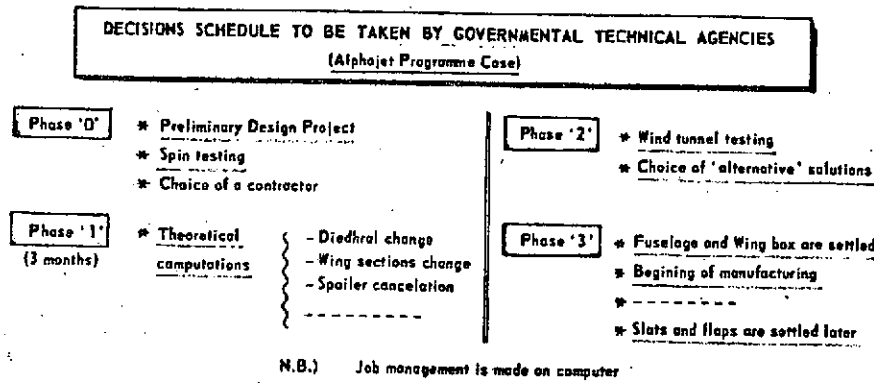 DECISIONS SCHEDULE TO BE TAKEN BY GOVERNMENTAL TECHNICAL AGENCIES
(Alphajet Programme Case)
Phase '0'
* Preliminary Design Project
* Spin testing
* Choice of a contractor
Phase '1'
(3 months)
* Theoretical
computations
- Diedhral change
- Wing sections change
- Spoiler cancelation
- - - - - - - - -
Phase '2'
* Wind tunnel testing
* Choice of 'alternative' solutions
Phase '3'
* Fuselage and Wing box are settled
* Begining of manufacturing
* - - - - - - - -
* Slats and flaps are settled later
N.B.) Job management is made on computer